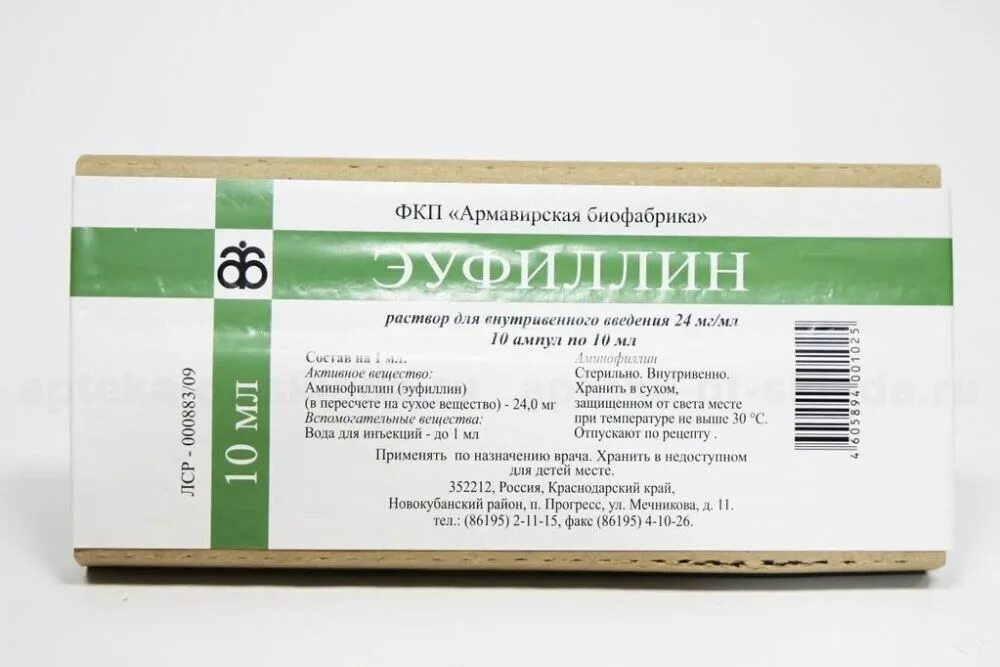 ФКП «Армавирская биофабрика»
ЭУФИЛЛИН
раствор для внутривенного введения 24 мг/мл
10 ампул по 10 мл
Состав на 1 мл.
Активное вещество:
Аминофиллин (эуфиллин)
(в пересчете на сухое вещество) - 24,0 мг
Вспомогательные вещества:
Вода для инъекций - до 1 мл
Аминофиллин
Стерильно. Внутривенно.
Хранить в сухом,
защищенном от света месте
при температуре не выше 30 °С.
Отпускают по рецепту .
Применять по назначению врача. Хранить в недоступном
для детей месте.
352212, Россия, Краснодарский край,
Новокубанский район, п. Прогресс, ул. Мечникова, д. 11.
тел.: (86195) 2-11-15, факс (86195) 4-10-26.
ЛСР - 000883/09
10 мл
4 605894 001025